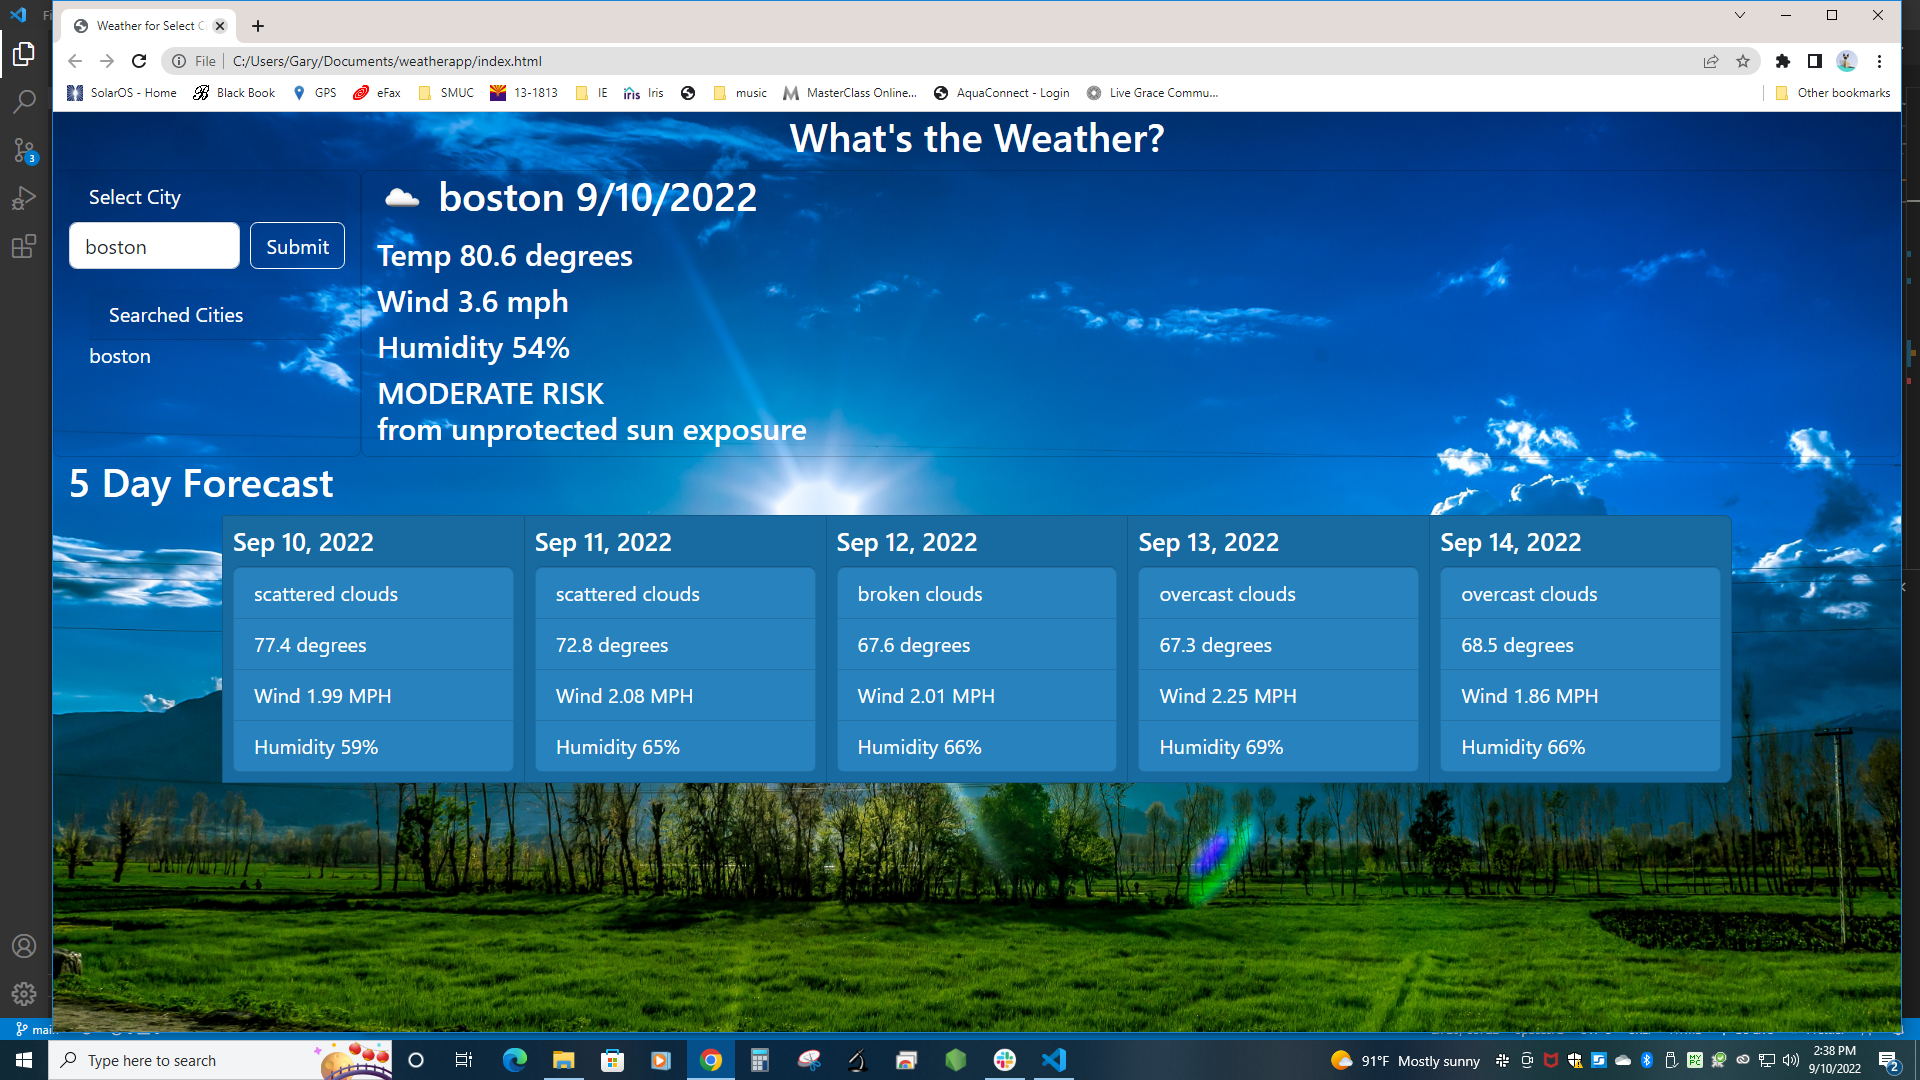 Weather for Select C
File
C:/Users/Gary/Documents/weatherapp/index.html
SolarOS - Home
Black Book
GPS
eFax
SMUC
13-1813
IE
iris Iris
music
MasterClass Online...
AquaConnect - Login
Live Grace Commu...
Other bookmarks
3
What's the Weather?
Select City
boston
Submit
Searched Cities
boston
boston 9/10/2022
Temp 80.6 degrees
Wind 3.6 mph
Humidity 54%
MODERATE RISK
from unprotected sun exposure
5 Day Forecast
Sep 10, 2022
scattered clouds
77.4 degrees
Wind 1.99 MPH
Humidity 59%
Sep 11, 2022
scattered clouds
72.8 degrees
Wind 2.08 MPH
Humidity 65%
Sep 12, 2022
broken clouds
67.6 degrees
Wind 2.01 MPH
Humidity 66%
Sep 13, 2022
overcast clouds
67.3 degrees
Wind 2.25 MPH
Humidity 69%
Sep 14, 2022
overcast clouds
68.5 degrees
Wind 1.86 MPH
Humidity 66%
Type here to search
91°F Mostly sunny
2:38 PM
9/10/2022
2